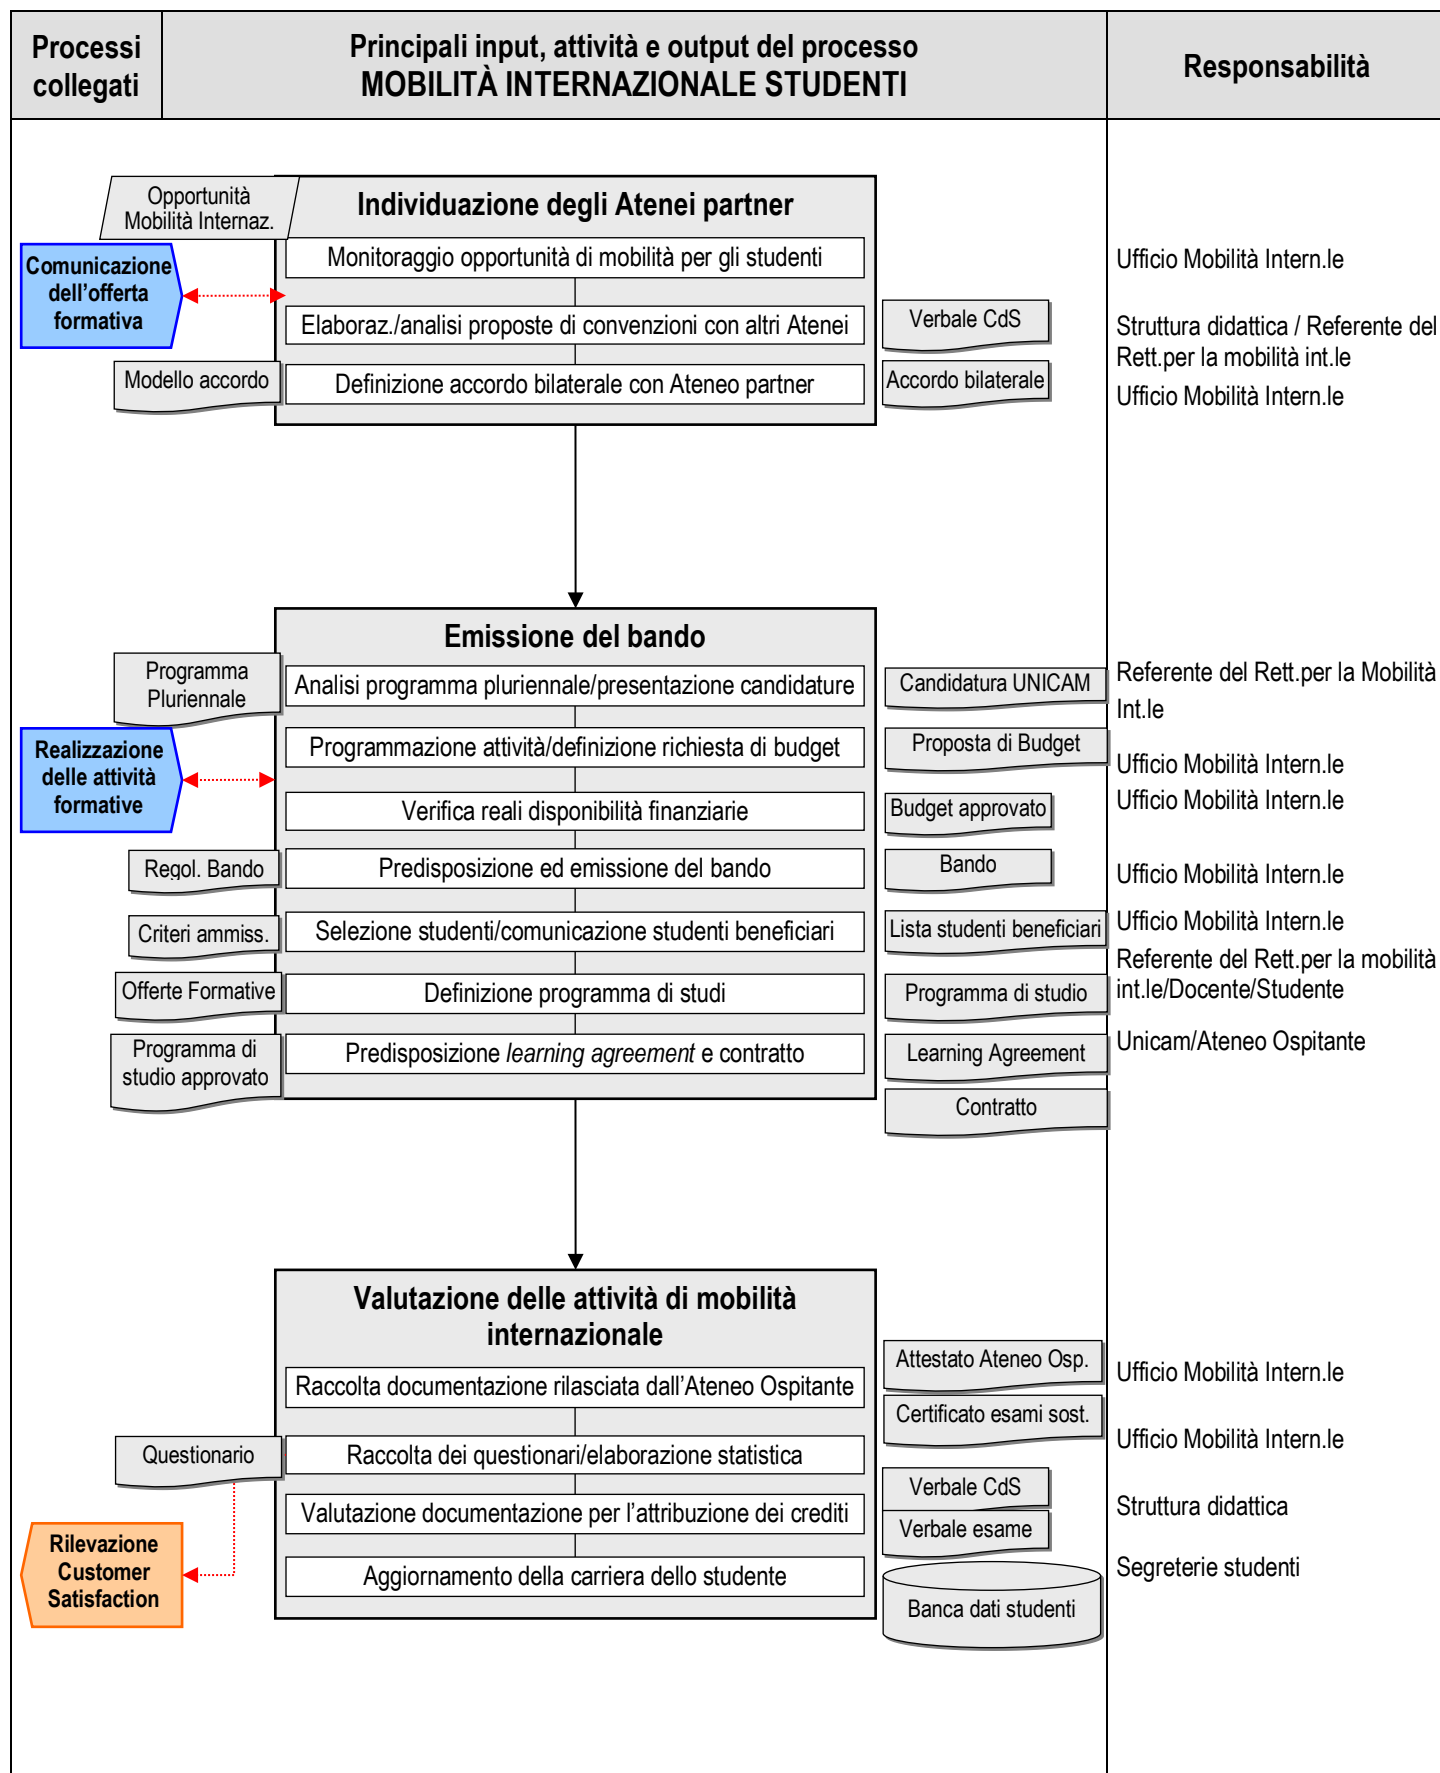 Processi
collegati
Principali input, attività e output del processo
MOBILITÀ INTERNAZIONALE STUDENTI
Responsabilità
Opportunità
Mobilità Internaz.
Individuazione degli Atenei partner
Monitoraggio opportunità di mobilità per gli studenti
Ufficio Mobilità Intern.le
Comunicazione
dell'offerta
formativa
Elaboraz./analisi proposte di convenzioni con altri Atenei
Verbale CdS
Struttura didattica / Referente del
Rett.per la mobilità int.le
Modello accordo
Definizione accordo bilaterale con Ateneo partner
Accordo bilaterale
Ufficio Mobilità Intern.le
Emissione del bando
Programma
Pluriennale
Analisi programma pluriennale/presentazione candidature
Candidatura UNICAM
Referente del Rett.per la Mobilità
Int.le
Realizzazione
delle attività
formative
Programmazione attività/definizione richiesta di budget
Proposta di Budget
Ufficio Mobilità Intern.le
Verifica reali disponibilità finanziarie
Budget approvato
Ufficio Mobilità Intern.le
Regol. Bando
Predisposizione ed emissione del bando
Bando
Ufficio Mobilità Intern.le
Criteri ammiss.
Selezione studenti/comunicazione studenti beneficiari
Lista studenti beneficiari
Ufficio Mobilità Intern.le
Offerte Formative
Definizione programma di studi
Programma di studio
Referente del Rett.per la mobilità
int.le/Docente/Studente
Programma di
studio approvato
Predisposizione learning agreement e contratto
Learning Agreement
Unicam/Ateneo Ospitante
Contratto
Valutazione delle attività di mobilità
internazionale
Raccolta documentazione rilasciata dall'Ateneo Ospitante
Attestato Ateneo Osp.
Ufficio Mobilità Intern.le
Certificato esami sost.
Questionario
Raccolta dei questionari/elaborazione statistica
Ufficio Mobilità Intern.le
Valutazione documentazione per l'attribuzione dei crediti
Verbale CdS
Verbale esame
Struttura didattica
Rilevazione
Customer
Satisfaction
Aggiornamento della carriera dello studente
Banca dati studenti
Segreterie studenti